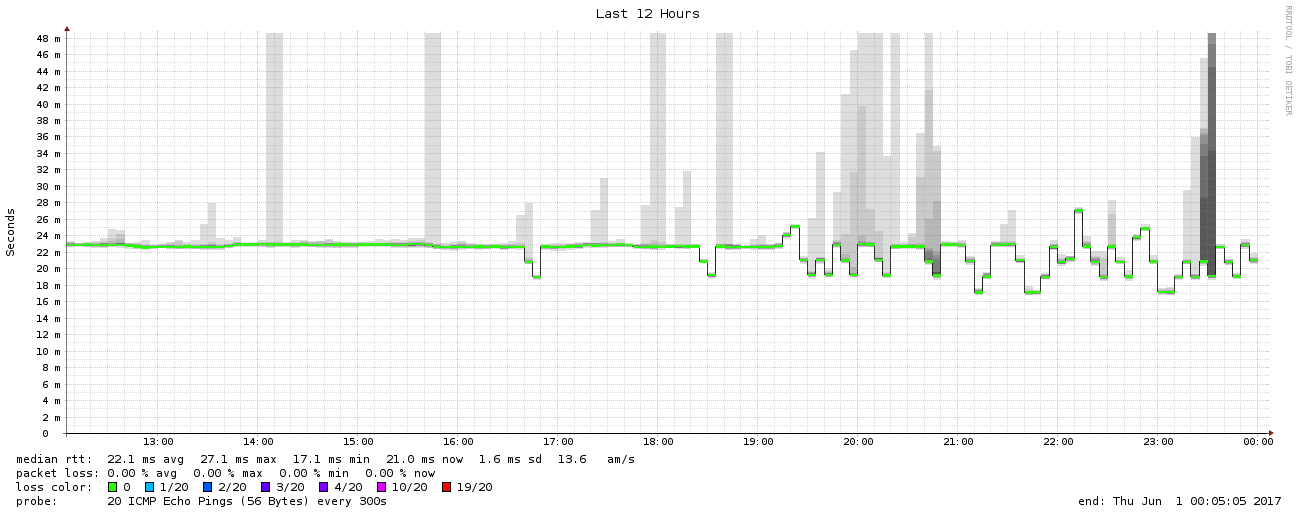 Last 12 Hours
RRDTOOL / TOBI OETIKER
Seconds
48 m
46 m
44 m
42 m
40 m
38 m
36 m
34 m
32 m
30 m
28 m
26 m
24 m
22 m
20 m
18 m
16 m
14 m
12 m
10 m
8 m
6 m
4 m
2 m
0
13:00 14:00 15:00 16:00 17:00 18:00 19:00 20:00 21:00 22:00 23:00 00:00
median rtt: 22.1 ms avg 27.1 ms max 17.1 ms min 21.0 ms now 1.6 ms sd 13.6 am/s
packet loss: 0.00 % avg 0.00 % max 0.00 % min 0.00 % now
loss color: 0 1/20 2/20 3/20 4/20 10/20 19/20
probe: 20 ICMP Echo Pings (56 Bytes) every 300s end: Thu Jun 1 00:05:05 2017